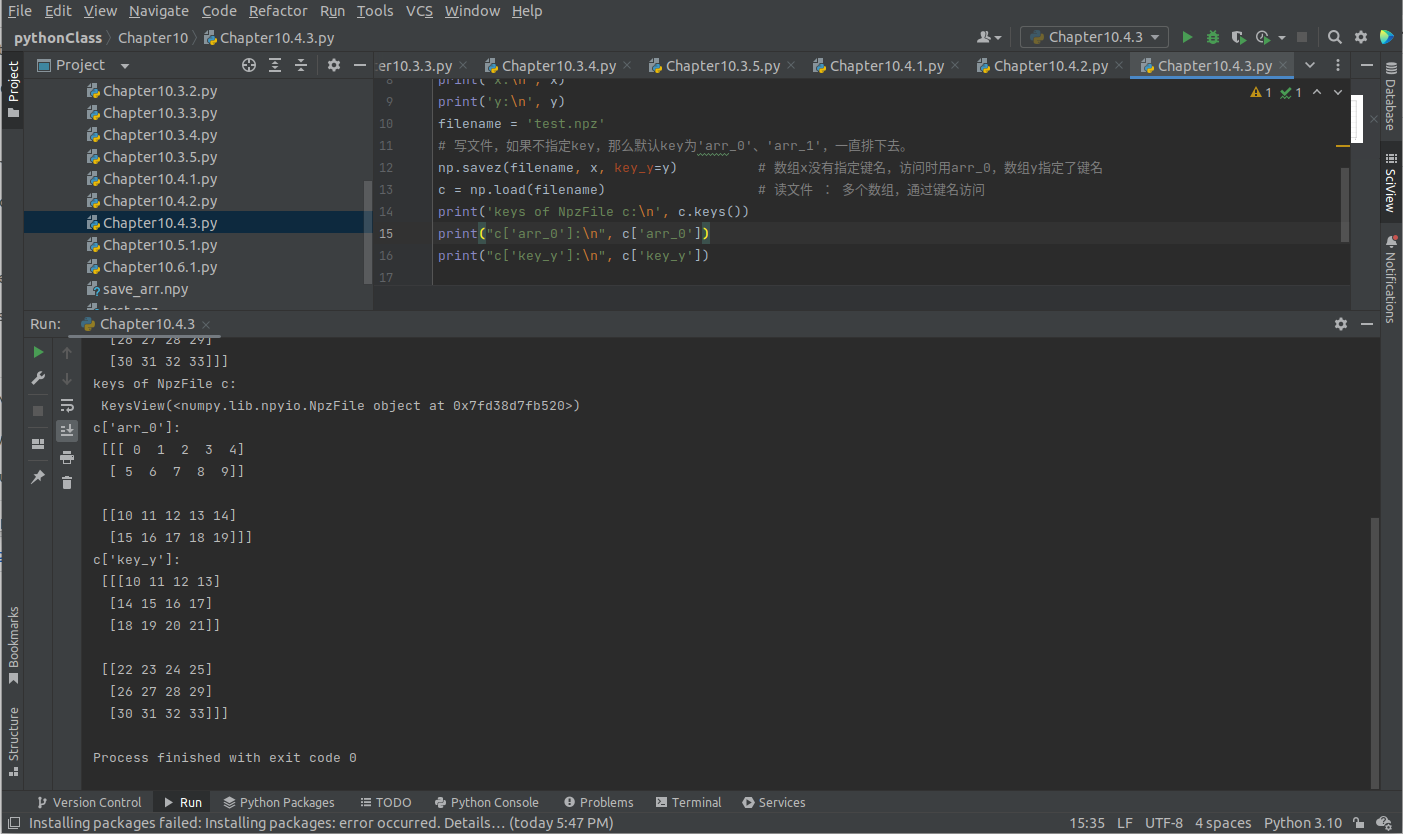 File Edit View Navigate Code Refactor Run Tools VCS Window Help
pythonClass Chapter10 Chapter10.4.3.py
Chapter10.4.3
Project
Project
er10.3.3.py
Chapter10.3.4.py
Chapter10.3.5.py
Chapter10.4.1.py
Chapter10.4.2.py
Chapter10.4.3.py
Chapter10.3.2.py
Chapter10.3.3.py
Chapter10.3.4.py
Chapter10.3.5.py
Chapter10.4.1.py
Chapter10.4.2.py
Chapter10.4.3.py
Chapter10.5.1.py
Chapter10.6.1.py
save_arr.npy
test.npz
1 1
8 print('x:\n', x)
9 print('y:\n', y)
10 filename = 'test.npz'
11 # 写文件，如果不指定key，那么默认key为'arr_0'、'arr_1'，一直排下去。
12 np.savez(filename, x, key_y=y) # 数组x没有指定键名，访问时用arr_0，数组y指定了键名
13 c = np.load(filename) # 读文件 ： 多个数组，通过键名访问
14 print('keys of NpzFile c:\n', c.keys())
15 print("c['arr_0']:\n", c['arr_0'])
16 print("c['key_y']:\n", c['key_y'])
17
Database
SciView
Notifications
Run: Chapter10.4.3
[26 27 28 29]
[30 31 32 33]]]
keys of NpzFile c:
KeysView(<numpy.lib.npyio.NpzFile object at 0x7fd38d7fb520>)
c['arr_0']:
[[[ 0 1 2 3 4]
[ 5 6 7 8 9]]
[[10 11 12 13 14]
[15 16 17 18 19]]]
c['key_y']:
[[[10 11 12 13]
[14 15 16 17]
[18 19 20 21]]
[[22 23 24 25]
[26 27 28 29]
[30 31 32 33]]]
Process finished with exit code 0
Bookmarks
Structure
Version Control Run Python Packages TODO Python Console Problems Terminal Services
Installing packages failed: Installing packages: error occurred. Details... (today 5:47 PM) 15:35 LF UTF-8 4 spaces Python 3.10